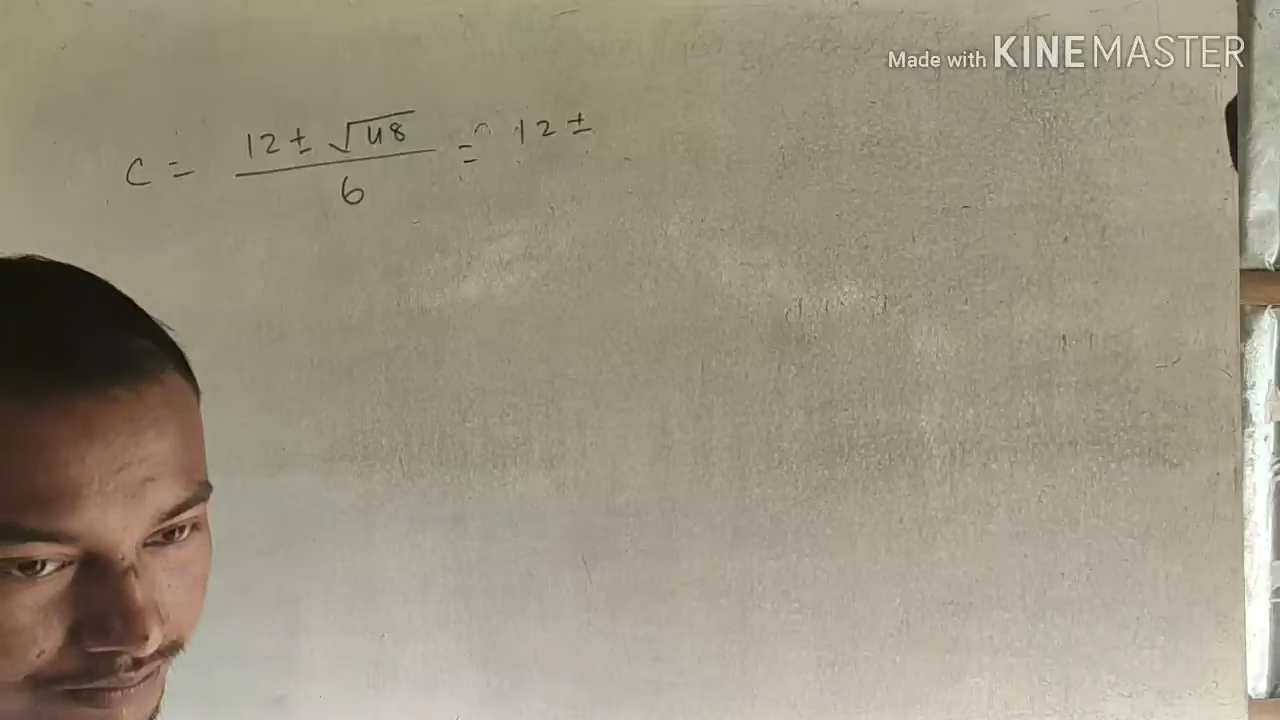 Made with KINEMASTER
C = 12 ± √48 / 6 = 12 ±